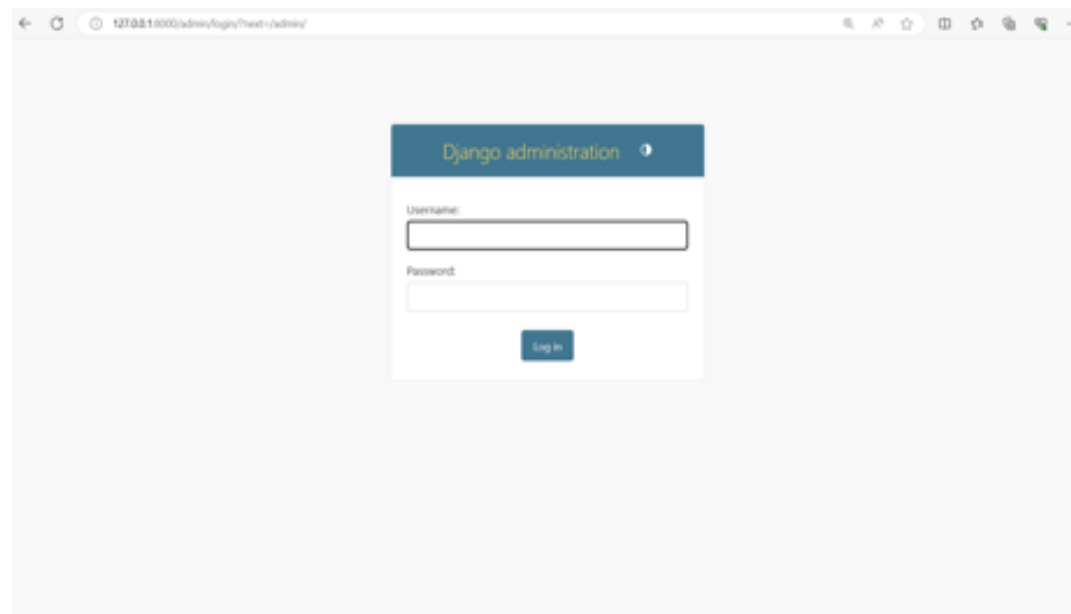 127.0.0.1:8000/admin/login/?next=/admin/
Django administration
Username:
Password:
Log in